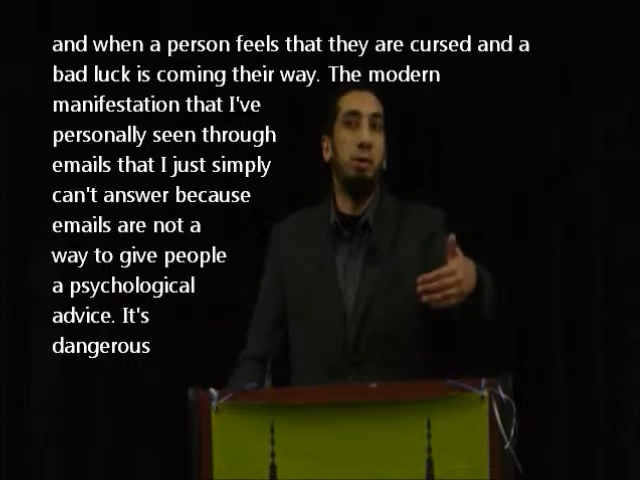 and when a person feels that they are cursed and a
bad luck is coming their way. The modern
manifestation that I've
personally seen through
emails that I just simply
can't answer because
emails are not a
way to give people
a psychological
advice. It's
dangerous